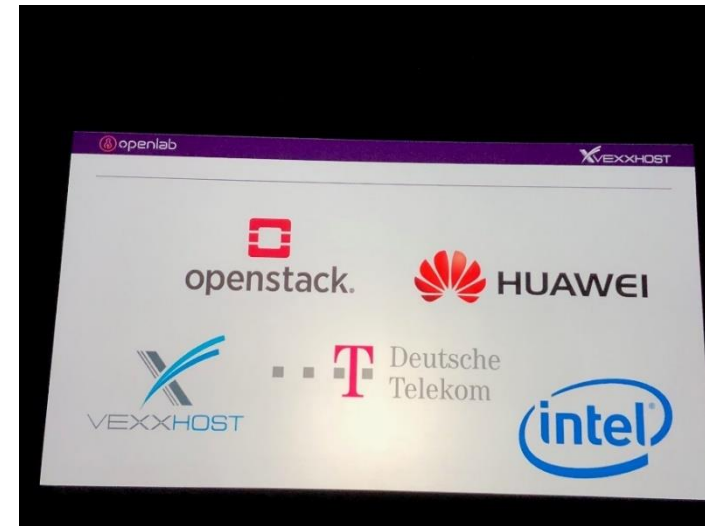 openlab
VEXXHOST
openstack.
HUAWEI
VEXXHOST
T Deutsche
Telekom
intel